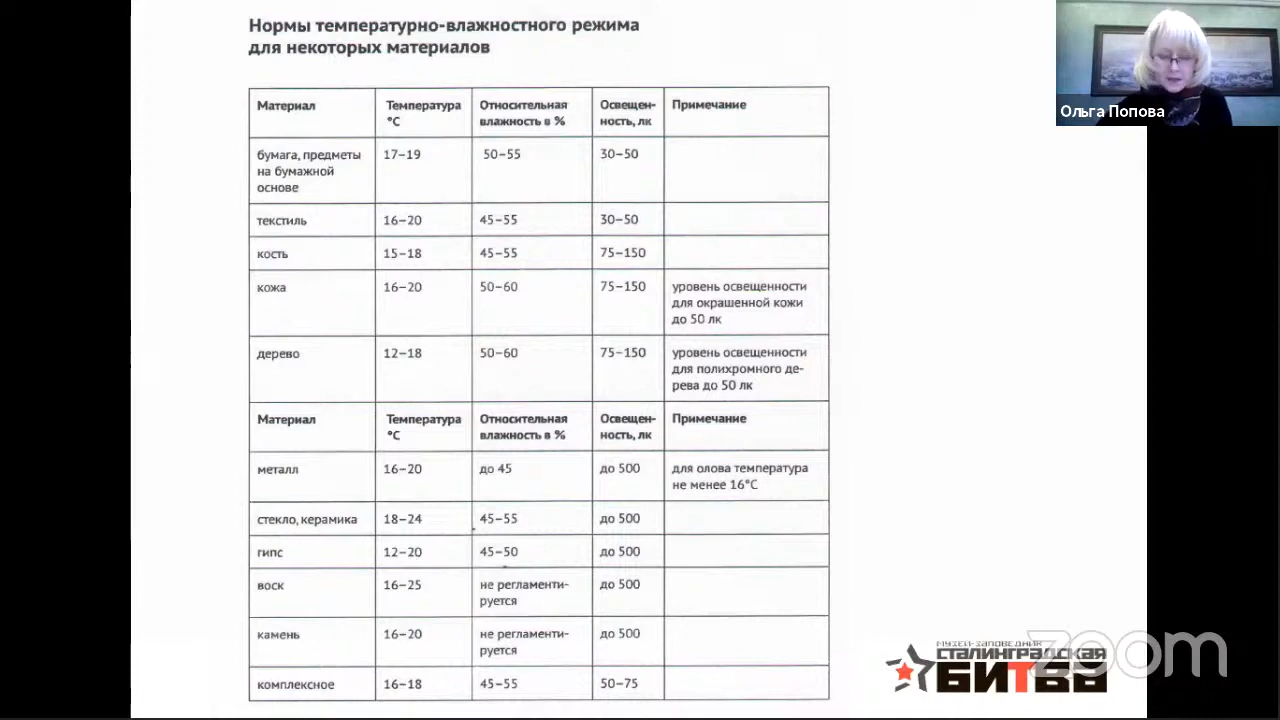 Нормы температурно-влажностного режима
для некоторых материалов
Материал Температура °С Относительная влажность в % Освещен-ность, лк Примечание
бумага, предметы на бумажной основе 17–19 50–55 30–50
текстиль 16–20 45–55 30–50
кость 15–18 45–55 75–150
кожа 16–20 50–60 75–150 уровень освещенности для окрашенной кожи до 50 лк
дерево 12–18 50–60 75–150 уровень освещенности для полихромного де-рева до 50 лк
Материал Температура °С Относительная влажность в % Освещен-ность, лк Примечание
металл 16–20 до 45 до 500 для олова температура не менее 16°С
стекло, керамика 18–24 45–55 до 500
гипс 12–20 45–50 до 500
воск 16–25 не регламенти-руется до 500
камень 16–20 не регламенти-руется до 500
комплексное 16–18 45–55 50–75
Ольга Попова
МУЗЕЙ-ЗАПОВЕДНИК
СТАЛИНГРАДСКАЯ
БИТВА
zoom